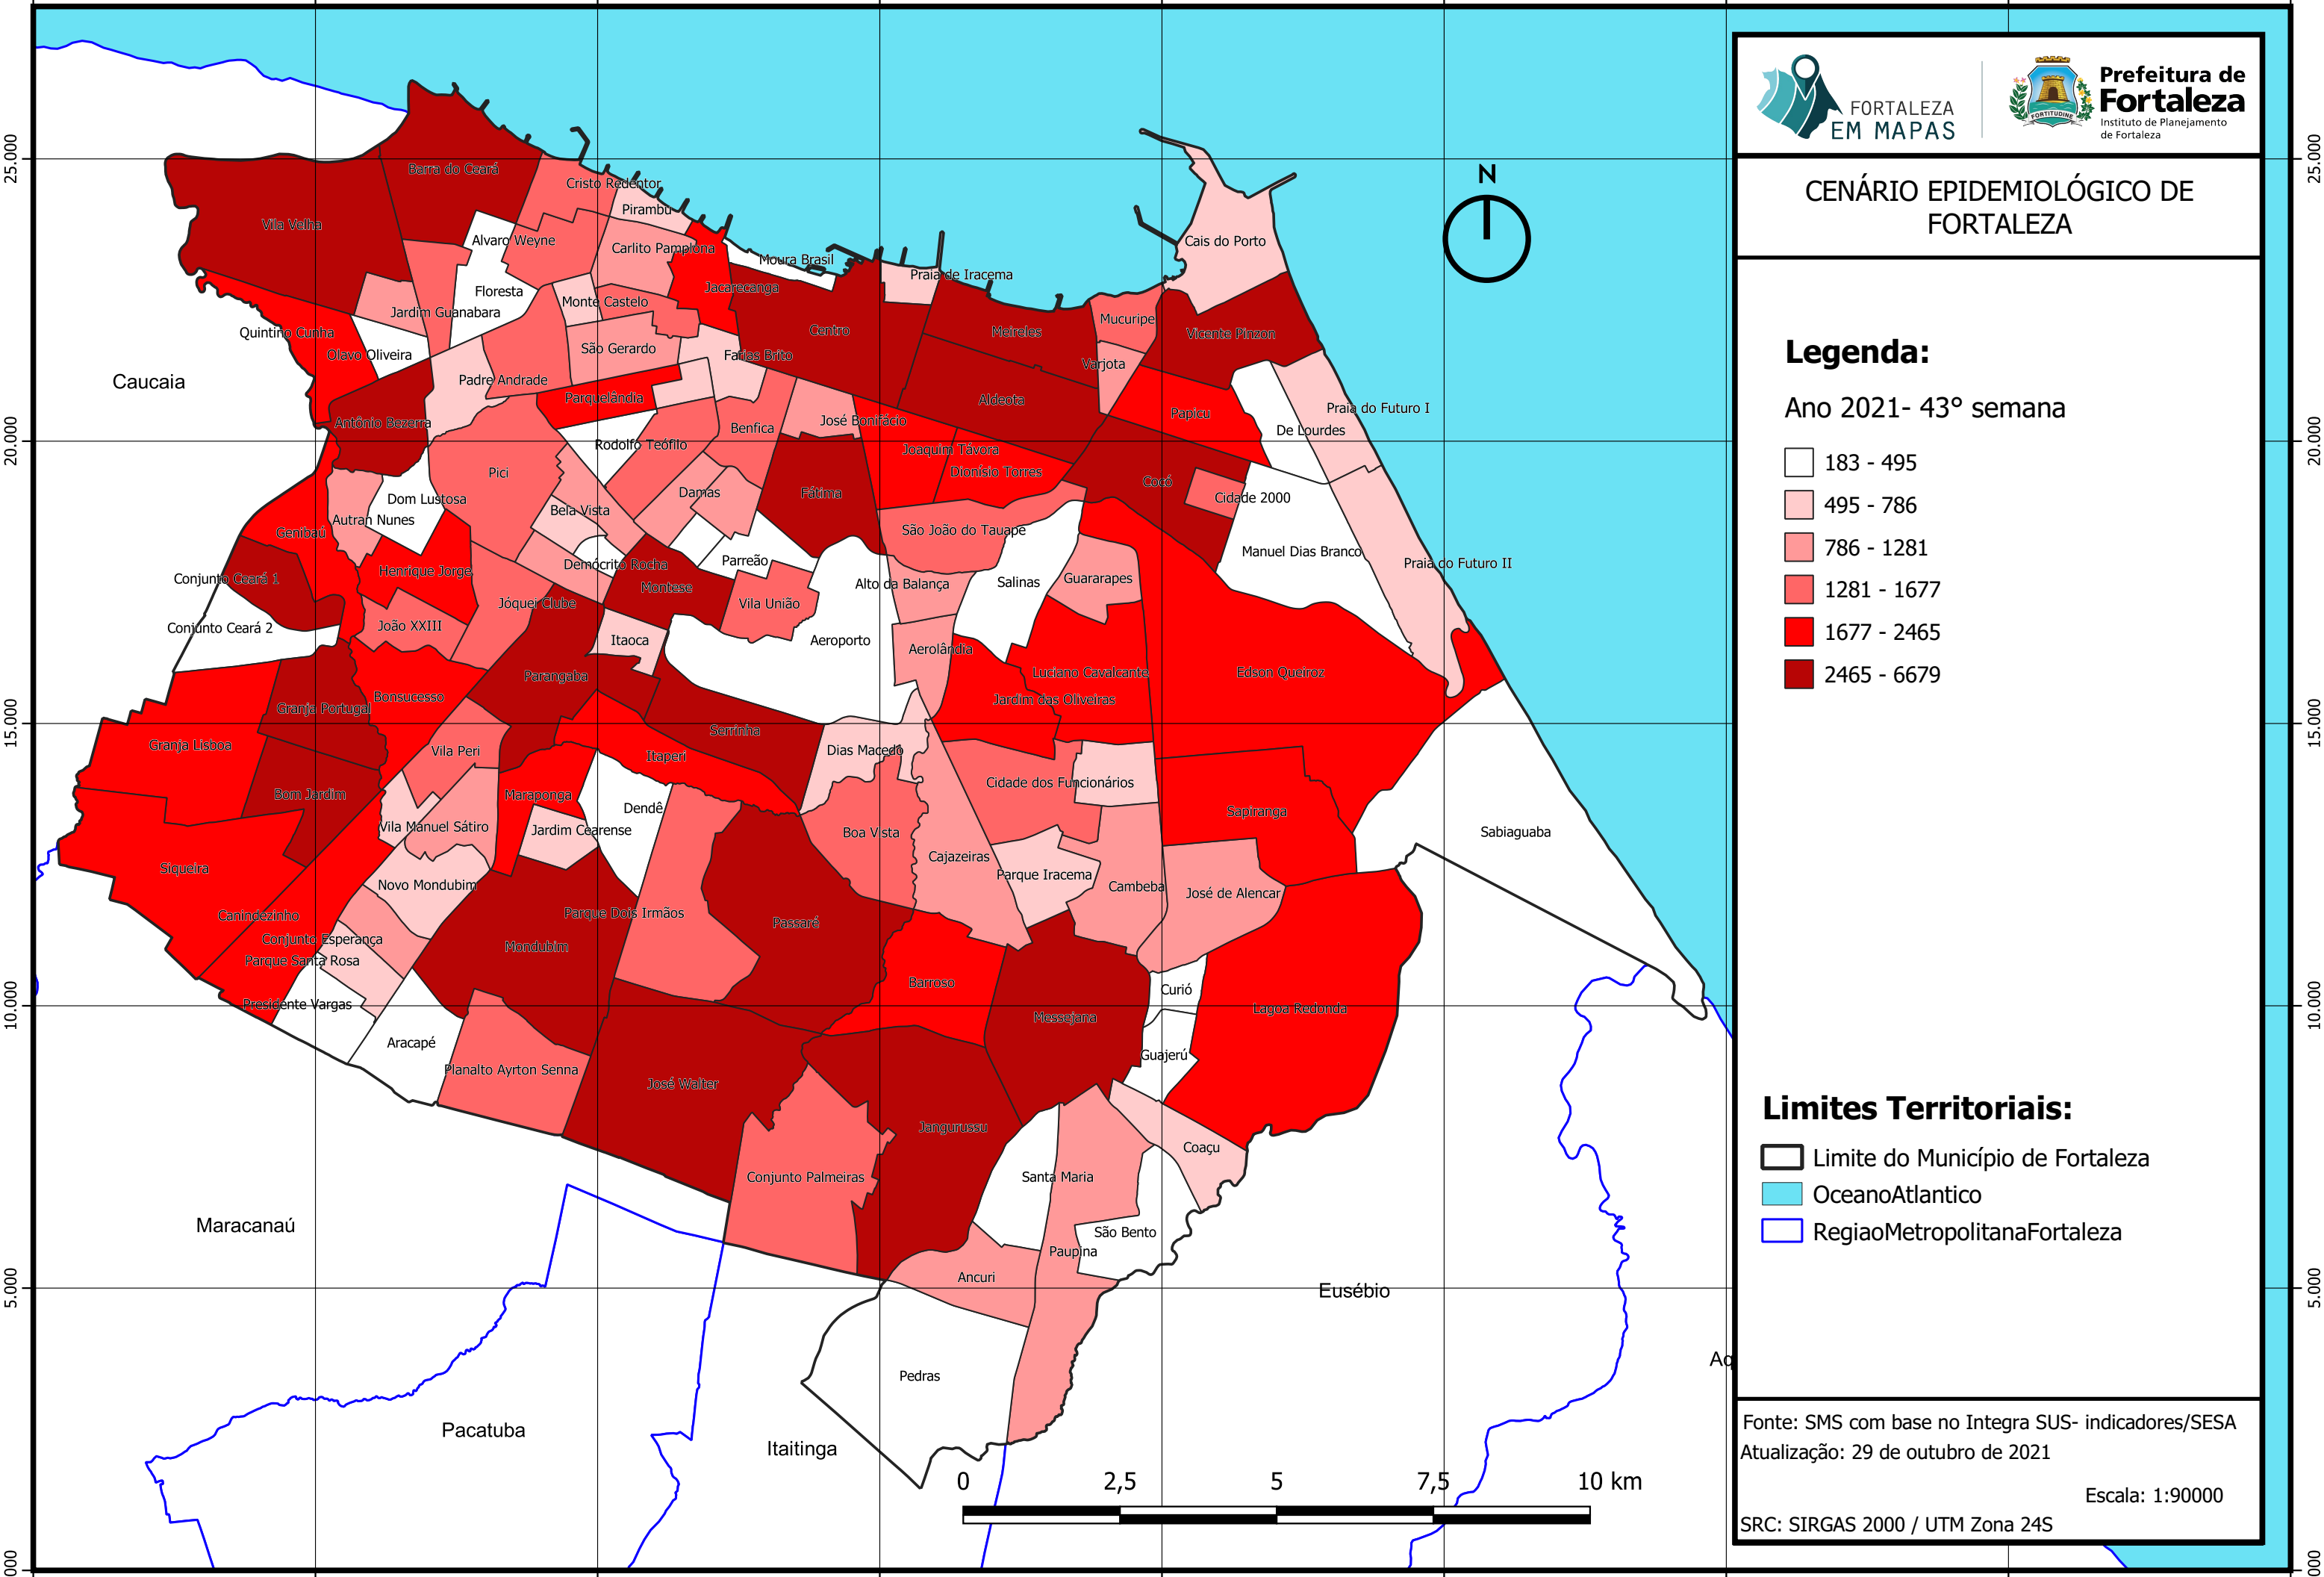 FORTALEZA
EM MAPAS
Prefeitura de
Fortaleza
Instituto de Planejamento
de Fortaleza
FORTITUDINE
CENÁRIO EPIDEMIOLÓGICO DE
FORTALEZA
Legenda:
Ano 2021- 43° semana
183 - 495
495 - 786
786 - 1281
1281 - 1677
1677 - 2465
2465 - 6679
Limites Territoriais:
Limite do Município de Fortaleza
OceanoAtlantico
RegiaoMetropolitanaFortaleza
Fonte: SMS com base no Integra SUS- indicadores/SESA
Atualização: 29 de outubro de 2021
Escala: 1:90000
SRC: SIRGAS 2000 / UTM Zona 24S
N
25.000
20.000
15.000
10.000
5.000
000
25.000
20.000
15.000
10.000
5.000
000
Barra do Ceará
Vila Velha
Cristo Redentor
Pirambu
Alvaro Weyne
Carlito Pamplona
Moura Brasil
Cais do Porto
Praia de Iracema
Jacarecanga
Floresta
Monte Castelo
Jardim Guanabara
Quintino Cunha
Centro
Meireles
Mucuripe
Vicente Pinzon
Olavo Oliveira
São Gerardo
Farias Brito
Varjota
Caucaia
Padre Andrade
Parquelândia
Aldeota
Papicu
Praia do Futuro I
Antônio Bezerra
José Bonifácio
Benfica
De Lourdes
Rodolfo Teófilo
Joaquim Távora
Dionísio Torres
Pici
Cocó
Cidade 2000
Dom Lustosa
Damas
Fátima
Autran Nunes
Bela Vista
Genibaú
São João do Tauape
Manuel Dias Branco
Praia do Futuro II
Parreão
Demócrito Rocha
Henrique Jorge
Conjunto Ceará 1
Montese
Alto da Balança
Salinas
Guararapes
Jóquei Clube
Vila União
Conjunto Ceará 2
João XXIII
Itaoca
Aeroporto
Aerolândia
Parangaba
Luciano Cavalcante
Edson Queiroz
Bonsucesso
Jardim das Oliveiras
Granja Portugal
Serrinha
Granja Lisboa
Vila Peri
Dias Macedo
Itaperi
Cidade dos Funcionários
Bom Jardim
Maraponga
Dendê
Sapiranga
Vila Manuel Sátiro
Jardim Cearense
Boa Vista
Sabiaguaba
Cajazeiras
Siqueira
Parque Iracema
Novo Mondubim
Cambeba
José de Alencar
Canindezinho
Parque Dois Irmãos
Passaré
Conjunto Esperança
Mondubim
Parque Santa Rosa
Barroso
Curió
Presidente Vargas
Messejana
Lagoa Redonda
Aracapé
Guajerú
Planalto Ayrton Senna
José Walter
Jangurussu
Coaçu
Conjunto Palmeiras
Santa Maria
Maracanaú
São Bento
Paupina
Ancuri
Eusébio
Aq
Pedras
Pacatuba
Itaitinga
0 2,5 5 7,5 10 km